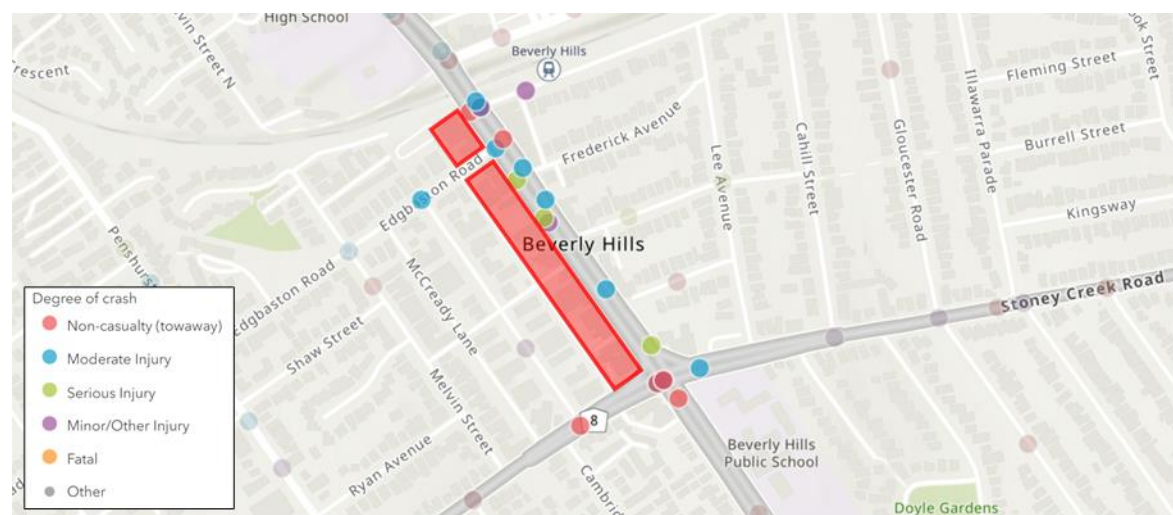 High School
Melvin Street N
Crescent
Beverly Hills
Fleming Street
Illawarra Parade
Burrell Street
Frederick Avenue
Lee Avenue
Cahill Street
Gloucester Road
Kingsway
Edgbaston Road
Beverly Hills
McCready Lane
Edgbaston Road
Stoney Creek Road
Shaw Street
Melvin Street
8
Ryan Avenue
Beverly Hills
Public School
Doyle Gardens
Degree of crash
Non-casualty (towaway)
Moderate Injury
Serious Injury
Minor/Other Injury
Fatal
Other